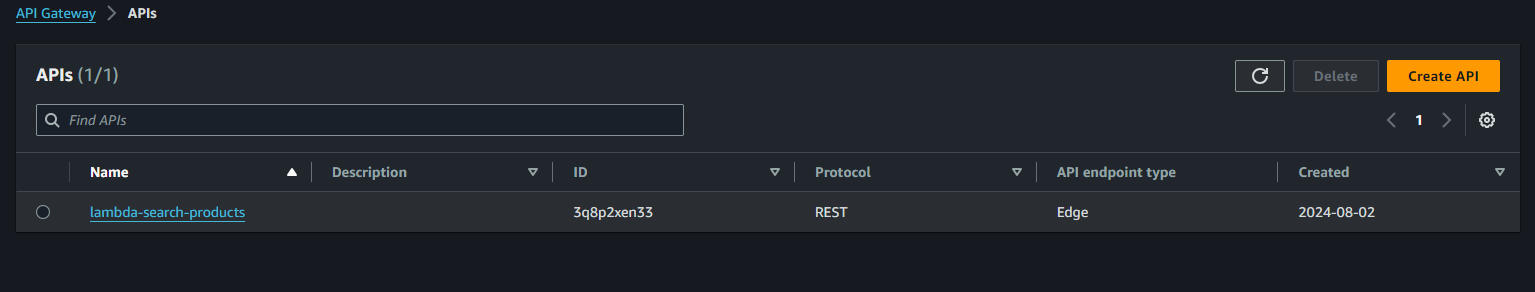 API Gateway > APIs
APIs (1/1)
Delete
Create API
Find APIs
1
Name Description ID Protocol API endpoint type Created
lambda-search-products 3q8p2xen33 REST Edge 2024-08-02